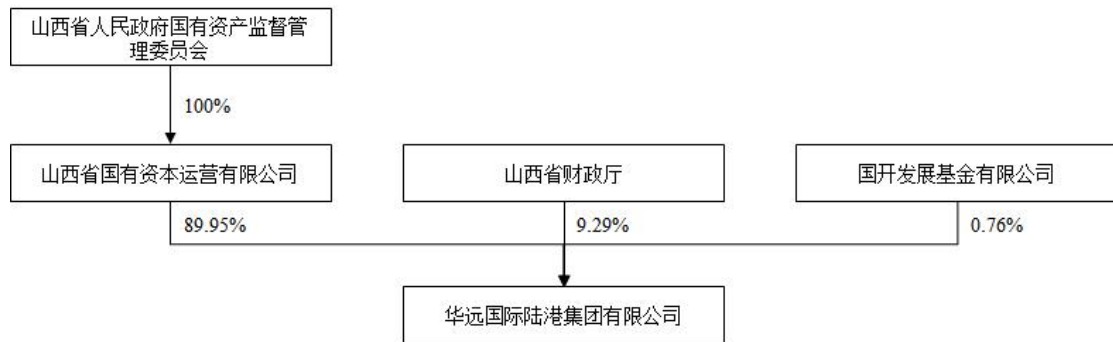 山西省人民政府国有资产监督管
理委员会
100%
山西省国有资本运营有限公司
山西省财政厅
国开发展基金有限公司
89.95%
9.29%
0.76%
华远国际陆港集团有限公司